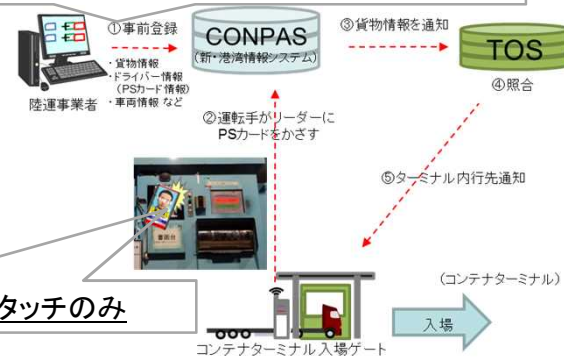 ①事前登録
・貨物情報
・ドライバー情報
（PSカード情報）
・車両情報 など
陸運事業者
CONPAS
（新・港湾情報システム）
③貨物情報を通知
TOS
④照合
②運転手がリーダーに
PSカードをかざす
⑤ターミナル内行先通知
タッチのみ
（コンテナターミナル）
入場
コンテナターミナル入場ゲート